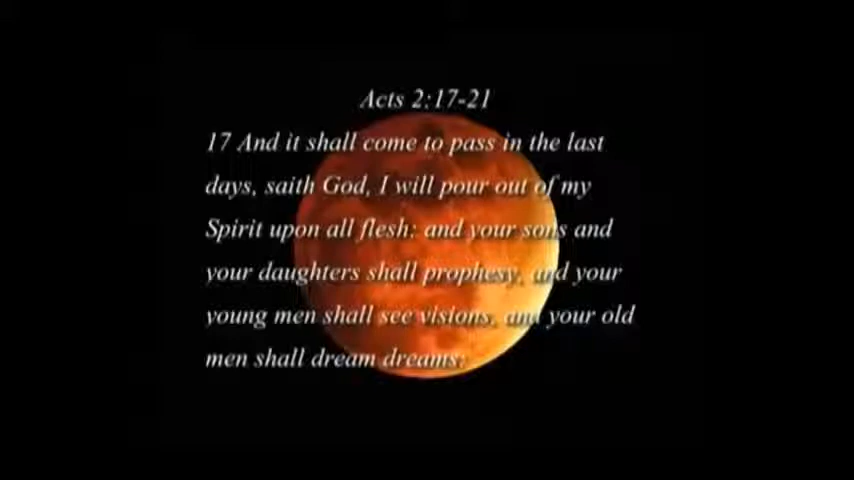 Acts 2:17-21
17 And it shall come to pass in the last
days, saith God, I will pour out of my
Spirit upon all flesh: and your sons and
your daughters shall prophesy, and your
young men shall see visions, and your old
men shall dream dreams: